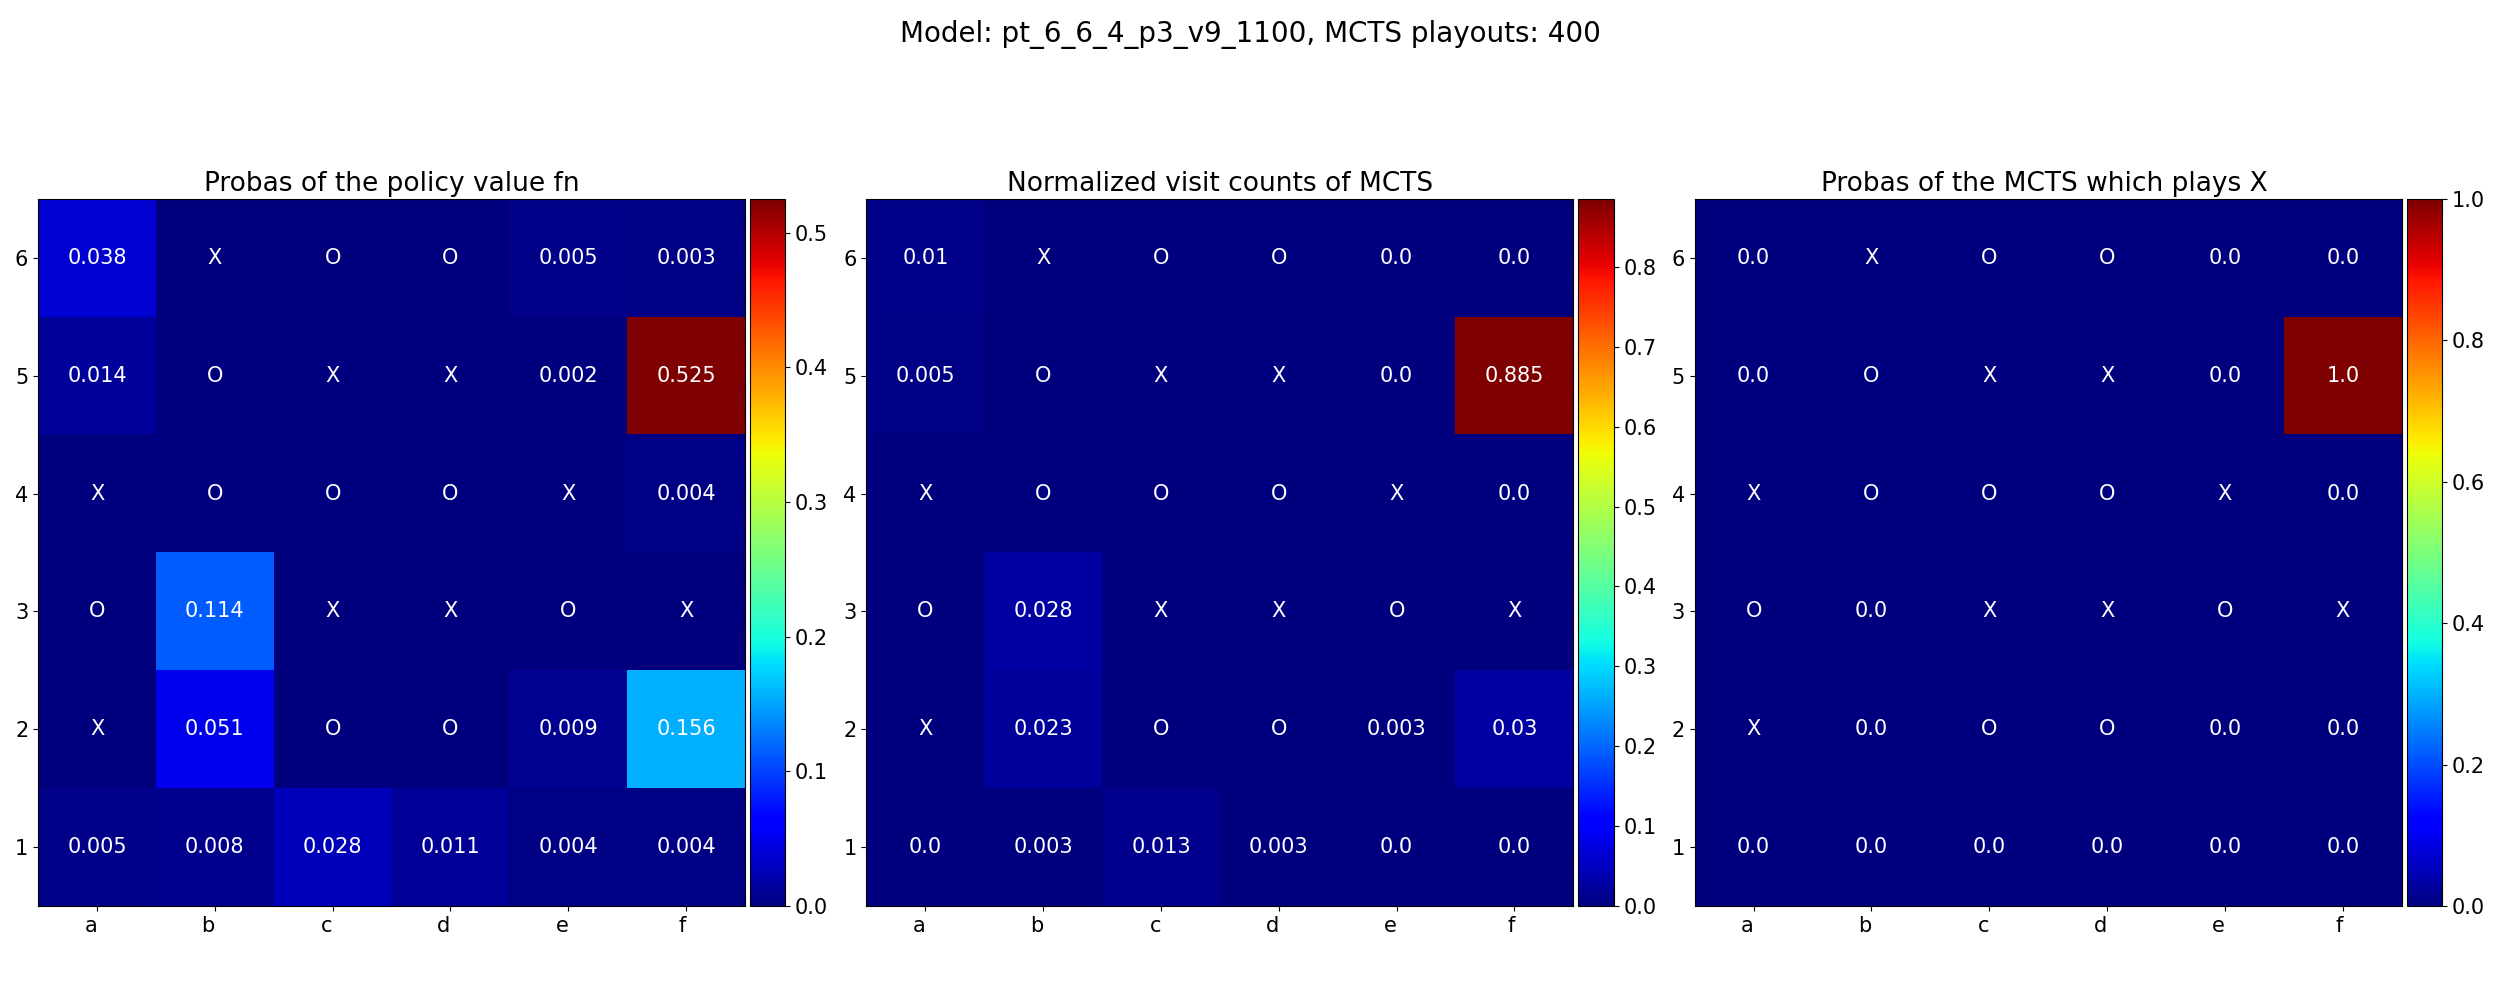 Model: pt_6_6_4_p3_v9_1100, MCTS playouts: 400
Probas of the policy value fn
6 0.038 X O O 0.005 0.003
5 0.014 O X X 0.002 0.525
4 X O O O X 0.004
3 O 0.114 X X O X
2 X 0.051 O O 0.009 0.156
1 0.005 0.008 0.028 0.011 0.004 0.004
a b c d e f
0.5
0.4
0.3
0.2
0.1
0.0
Normalized visit counts of MCTS
6 0.01 X O O 0.0 0.0
5 0.005 O X X 0.0 0.885
4 X O O O X 0.0
3 O 0.028 X X O X
2 X 0.023 O O 0.003 0.03
1 0.0 0.003 0.013 0.003 0.0 0.0
a b c d e f
0.8
0.7
0.6
0.5
0.4
0.3
0.2
0.1
0.0
Probas of the MCTS which plays X
6 0.0 X O O 0.0 0.0
5 0.0 O X X 0.0 1.0
4 X O O O X 0.0
3 O 0.0 X X O X
2 X 0.0 O O 0.0 0.0
1 0.0 0.0 0.0 0.0 0.0 0.0
a b c d e f
1.0
0.8
0.6
0.4
0.2
0.0